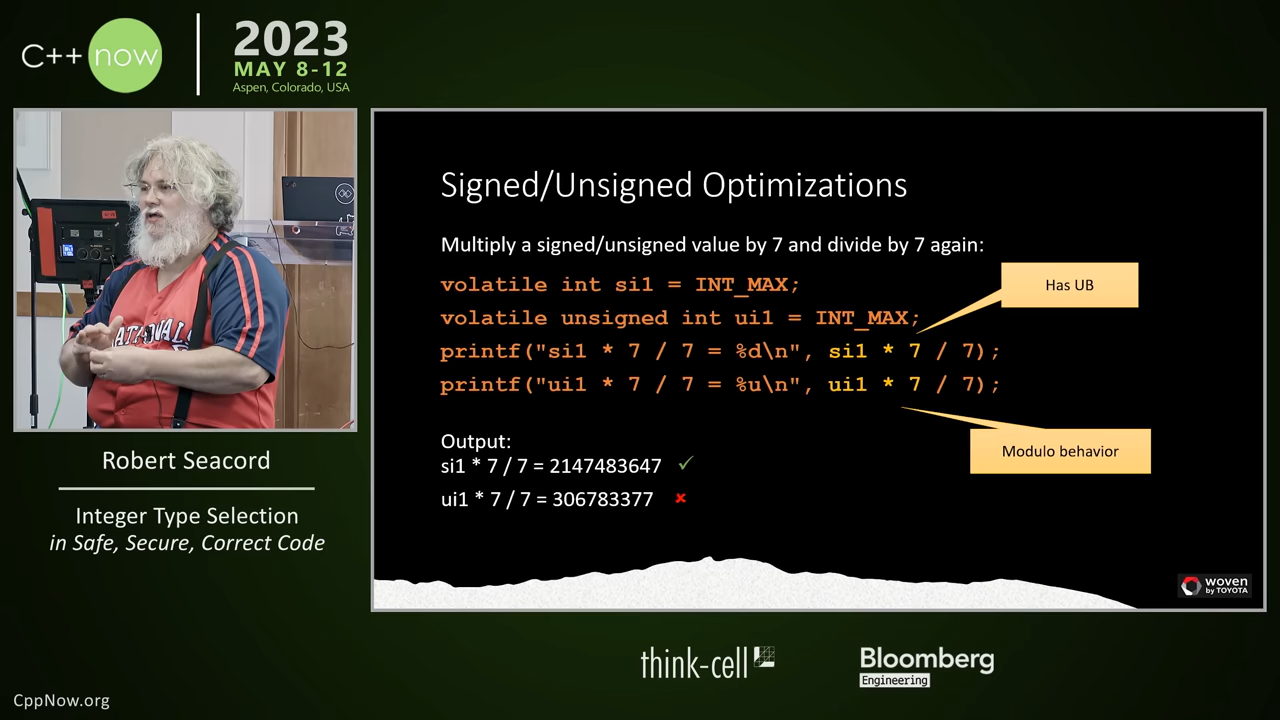 C++ now
2023
MAY 8-12
Aspen, Colorado, USA
Robert Seacord
Integer Type Selection
in Safe, Secure, Correct Code
Signed/Unsigned Optimizations
Multiply a signed/unsigned value by 7 and divide by 7 again:
volatile int si1 = INT_MAX;
volatile unsigned int ui1 = INT_MAX;
printf("si1 * 7 / 7 = %d\n", si1 * 7 / 7);
printf("ui1 * 7 / 7 = %u\n", ui1 * 7 / 7);
Has UB
Modulo behavior
Output:
si1 * 7 / 7 = 2147483647 ✓
ui1 * 7 / 7 = 306783377 ✘
woven
by TOYOTA
think-cell
Bloomberg
Engineering
CppNow.org